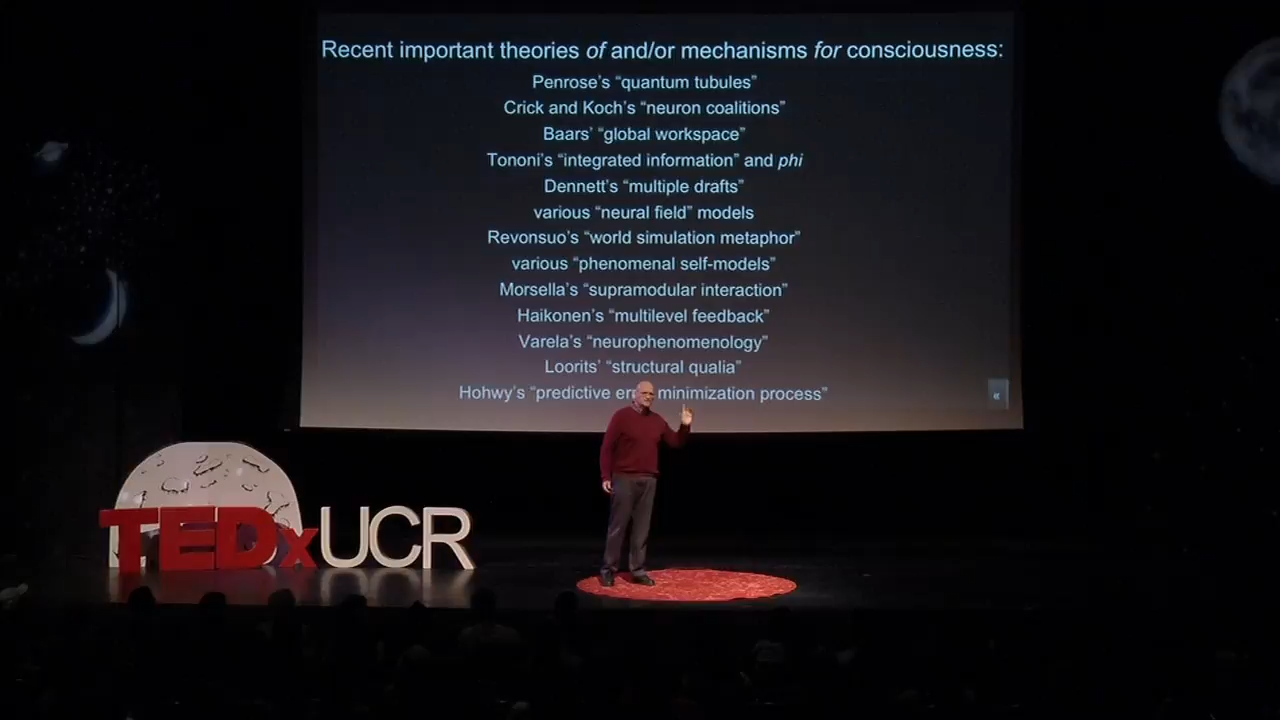 Recent important theories of and/or mechanisms for consciousness:
Penrose's “quantum tubules”
Crick and Koch's “neuron coalitions”
Baars' “global workspace”
Tononi's “integrated information” and phi
Dennett's “multiple drafts”
various “neural field” models
Revonsuo's “world simulation metaphor”
various “phenomenal self-models”
Morsella's “supramodular interaction”
Haikonen's “multilevel feedback”
Varela's “neurophenomenology”
Loorits' “structural qualia”
Hohwy's “predictive minimization process”
«
TEDxUCR